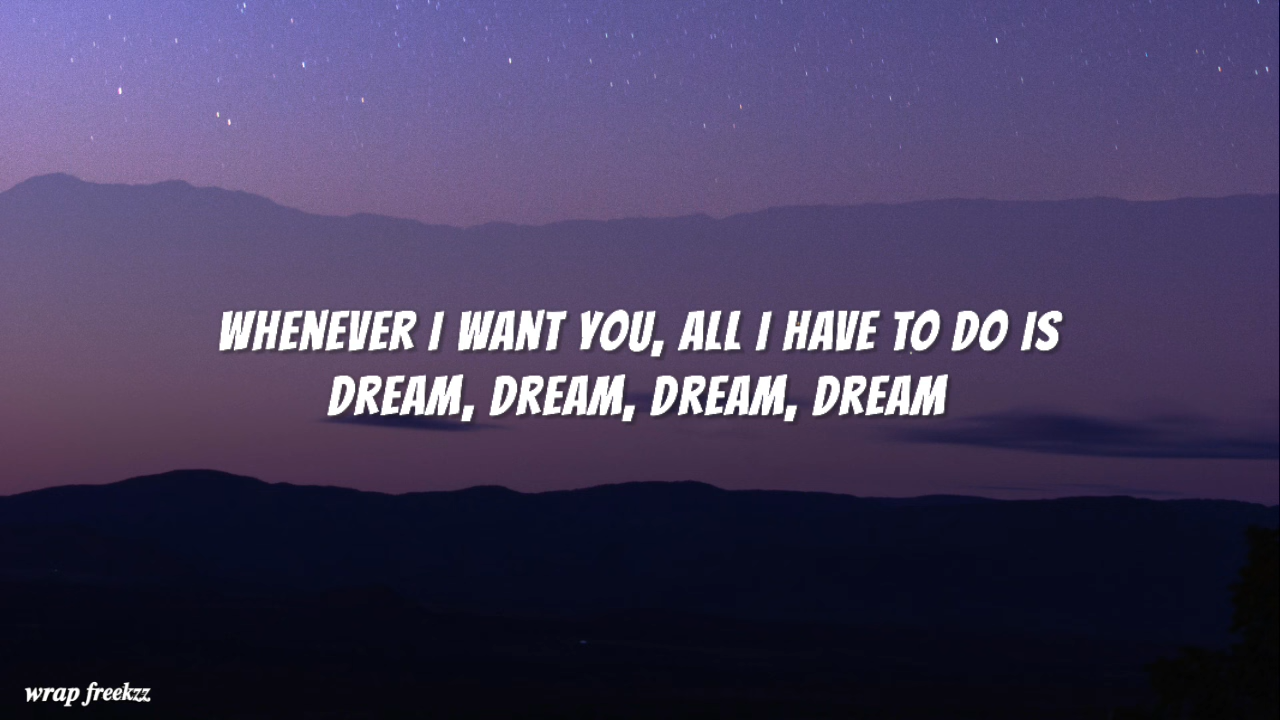 WHENEVER I WANT YOU, ALL I HAVE TO DO IS
DREAM, DREAM, DREAM, DREAM
wrap freekzz